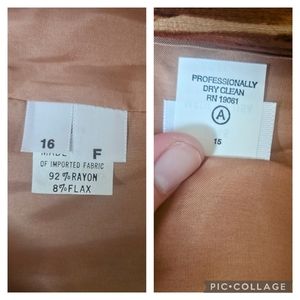 16
F
MADE
OF IMPORTED FABRIC
92%RAYON
8%FLAX
PROFESSIONALLY
DRY CLEAN
RN 19061
A
15
PIC•COLLAGE